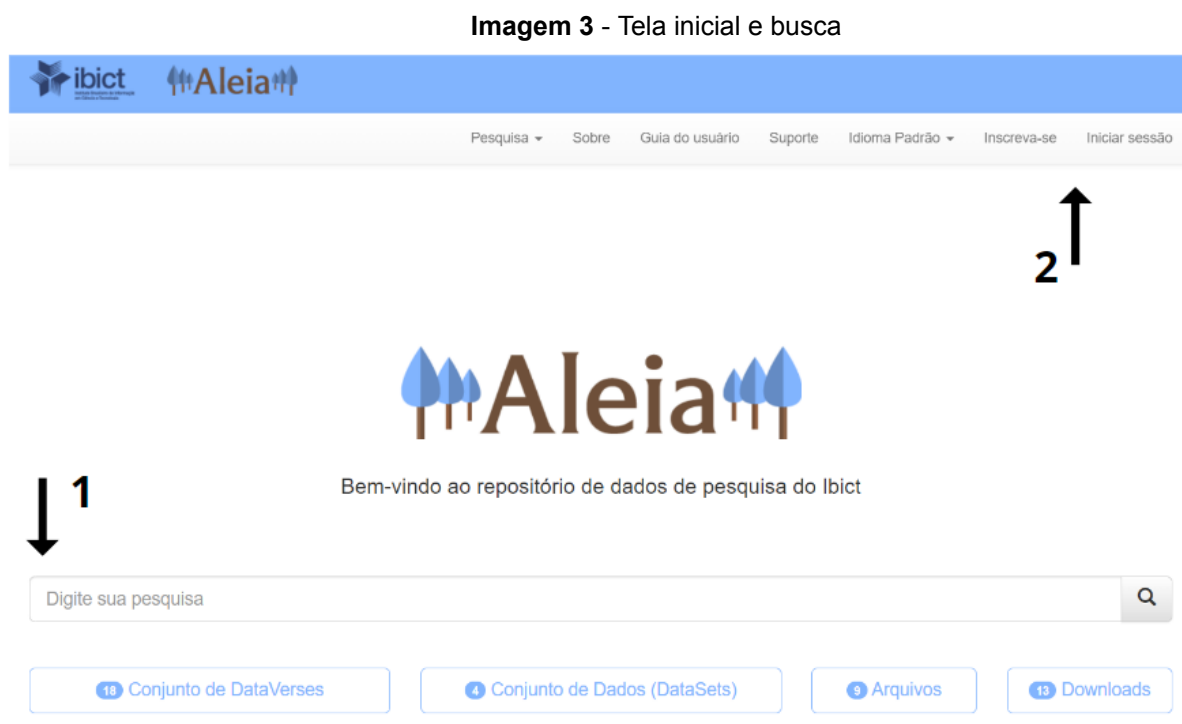 Imagem 3 - Tela inicial e busca
ibict Aleia
Pesquisa Sobre Guia do usuário Suporte Idioma Padrão Inscreva-se Iniciar sessão
2
Aleia
1
Bem-vindo ao repositório de dados de pesquisa do Ibict
Digite sua pesquisa
18 Conjunto de DataVerses 4 Conjunto de Dados (DataSets) 9 Arquivos 13 Downloads